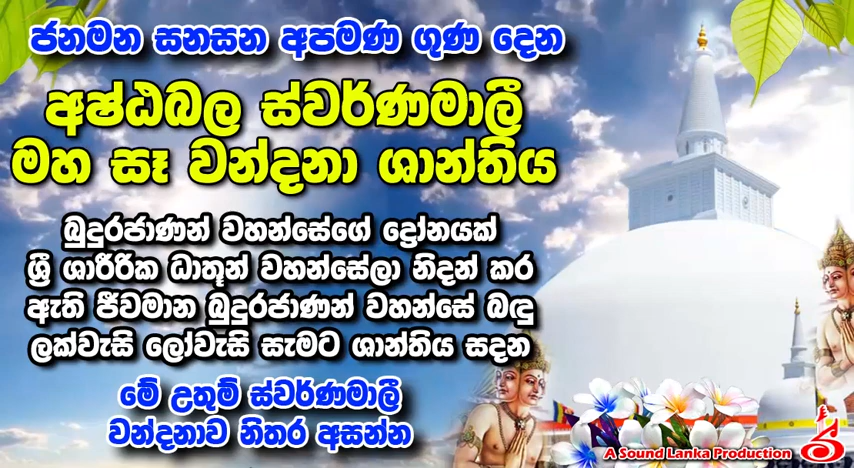 ජනමන සනසන අපමණ ගුණ දෙන
අෂ්ඨබල ස්වර්ණමාලී
මහ සෑ වන්දනා ශාන්තිය
බුදුරජාණන් වහන්සේගේ ද්‍රෝනයක්
ශ්‍රී ශාරීරික ධාතූන් වහන්සේලා නිදන් කර
ඇති ජීවමාන බුදුරජාණන් වහන්සේ බඳු
ලක්වැසි ලෝවැසි සැමට ශාන්තිය සදන
මේ උතුම් ස්වර්ණමාලී
වන්දනාව නිතර අසන්න
A Sound Lanka Production